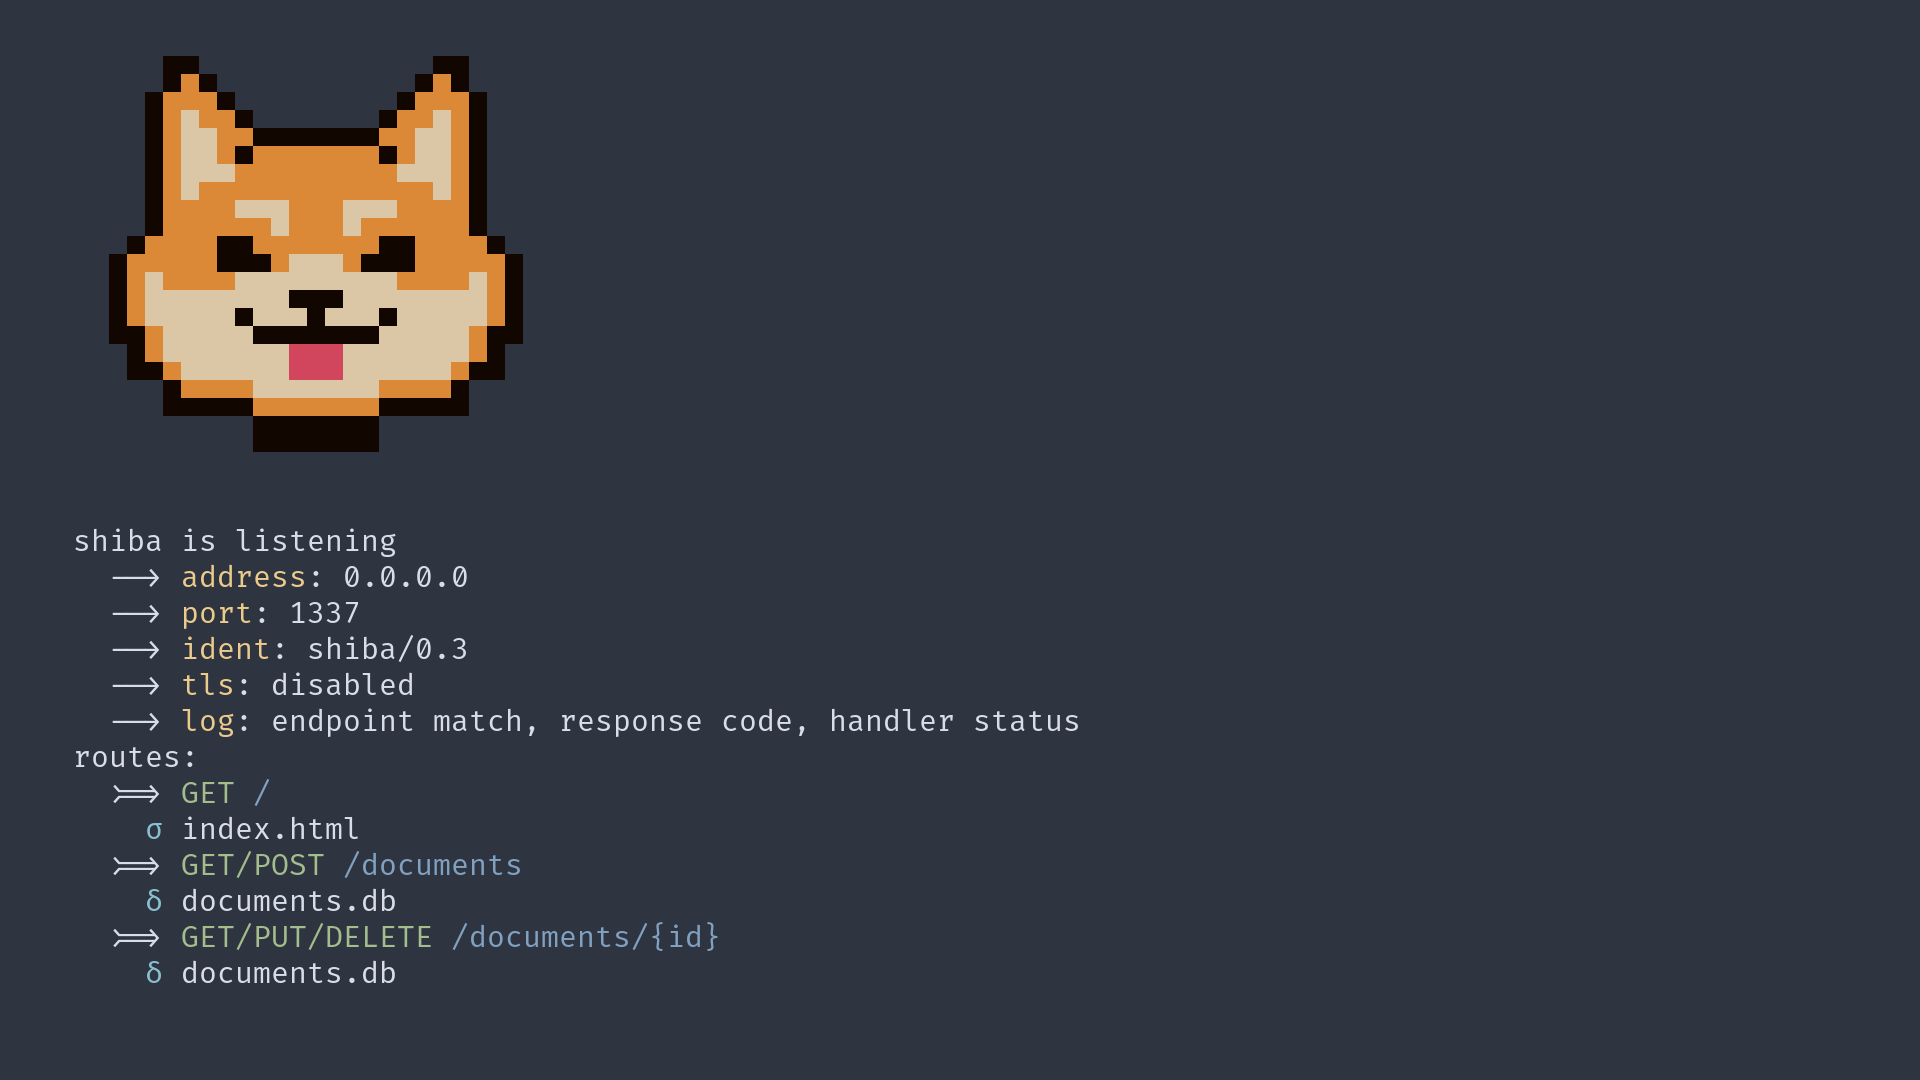 shiba is listening
⟶ address: 0.0.0.0
⟶ port: 1337
⟶ ident: shiba/0.3
⟶ tls: disabled
⟶ log: endpoint match, response code, handler status
routes:
>=> GET /
σ index.html
>=> GET/POST /documents
δ documents.db
>=> GET/PUT/DELETE /documents/{id}
δ documents.db